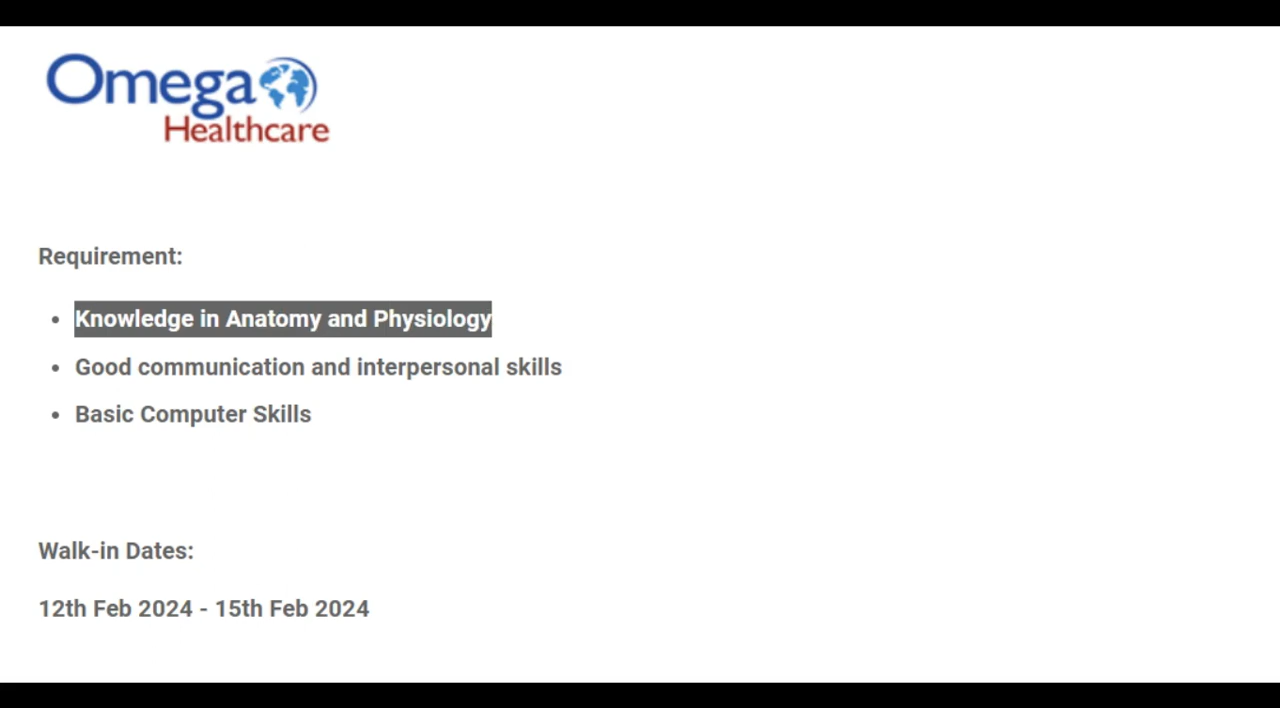 Omega
Healthcare
Requirement:
• Knowledge in Anatomy and Physiology
• Good communication and interpersonal skills
• Basic Computer Skills
Walk-in Dates:
12th Feb 2024 - 15th Feb 2024